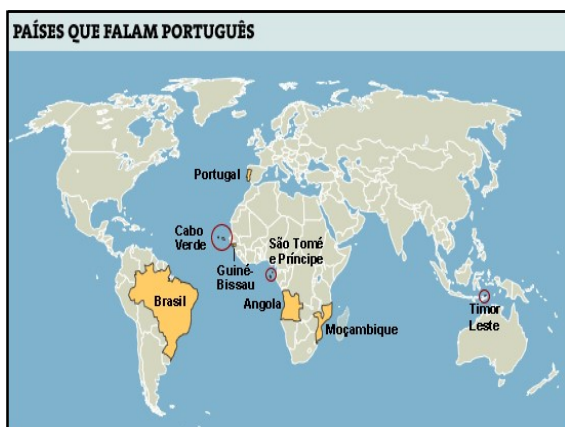 PAÍSES QUE FALAM PORTUGUÊS
Portugal
Cabo
Verde
São Tomé
e Príncipe
Guiné-
Bissau
Brasil
Angola
Moçambique
Timor
Leste